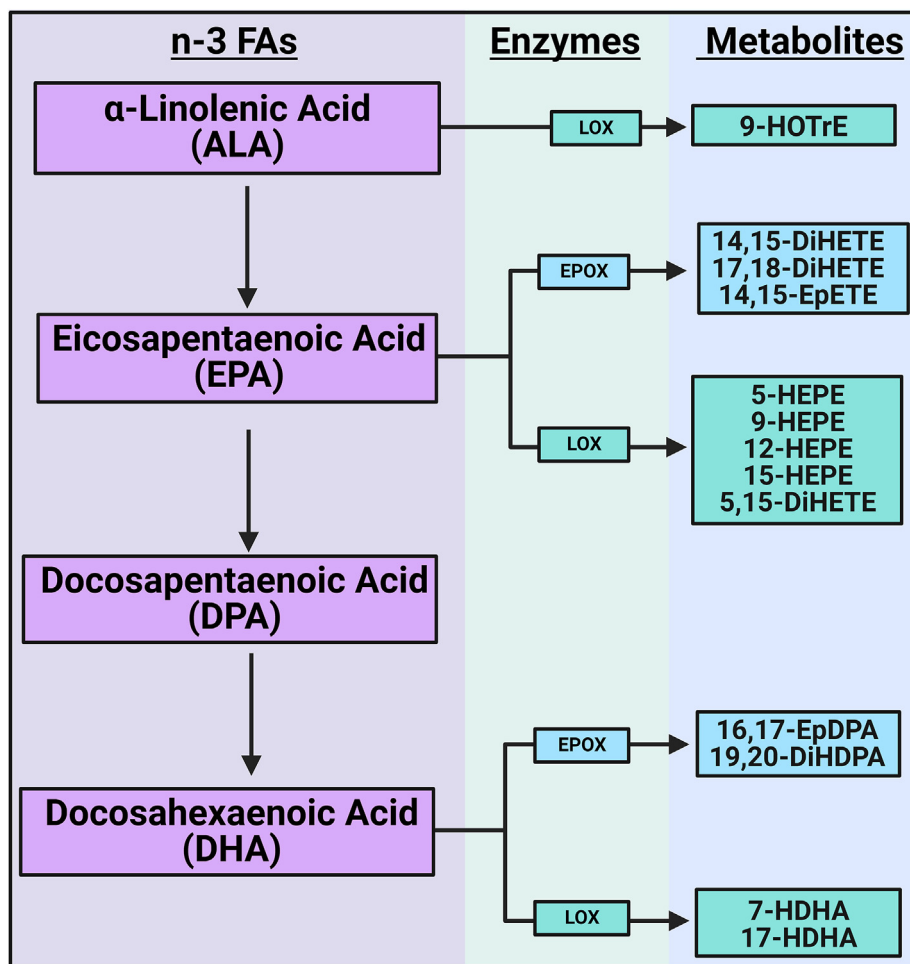 n-3 FAs
Enzymes
Metabolites
α-Linolenic Acid
(ALA)
LOX
9-HOTrE
Eicosapentaenoic Acid
(EPA)
EPOX
14,15-DiHETE
17,18-DiHETE
14,15-EpETE
LOX
5-HEPE
9-HEPE
12-HEPE
15-HEPE
5,15-DiHETE
Docosapentaenoic Acid
(DPA)
Docosahexaenoic Acid
(DHA)
EPOX
16,17-EpDPA
19,20-DiHDPA
LOX
7-HDHA
17-HDHA